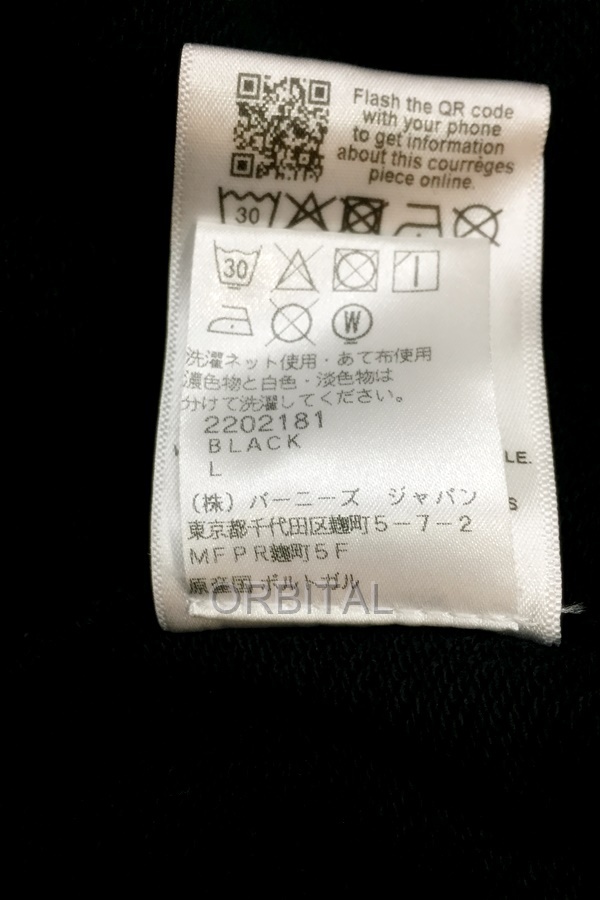 Flash the QR code
with your phone
to get information
about this courrèges
piece online.
30
30
W
洗濯ネット使用・あて布使用
濃色物と白色・淡色物は
分けて洗濯してください。
2202181
BLACK
L
LE.
(株) バーニーズ ジャパン
S
東京都千代田区麹町5-7-2
MFPR麹町5F
原産国 ポルトガル
ORBITAL